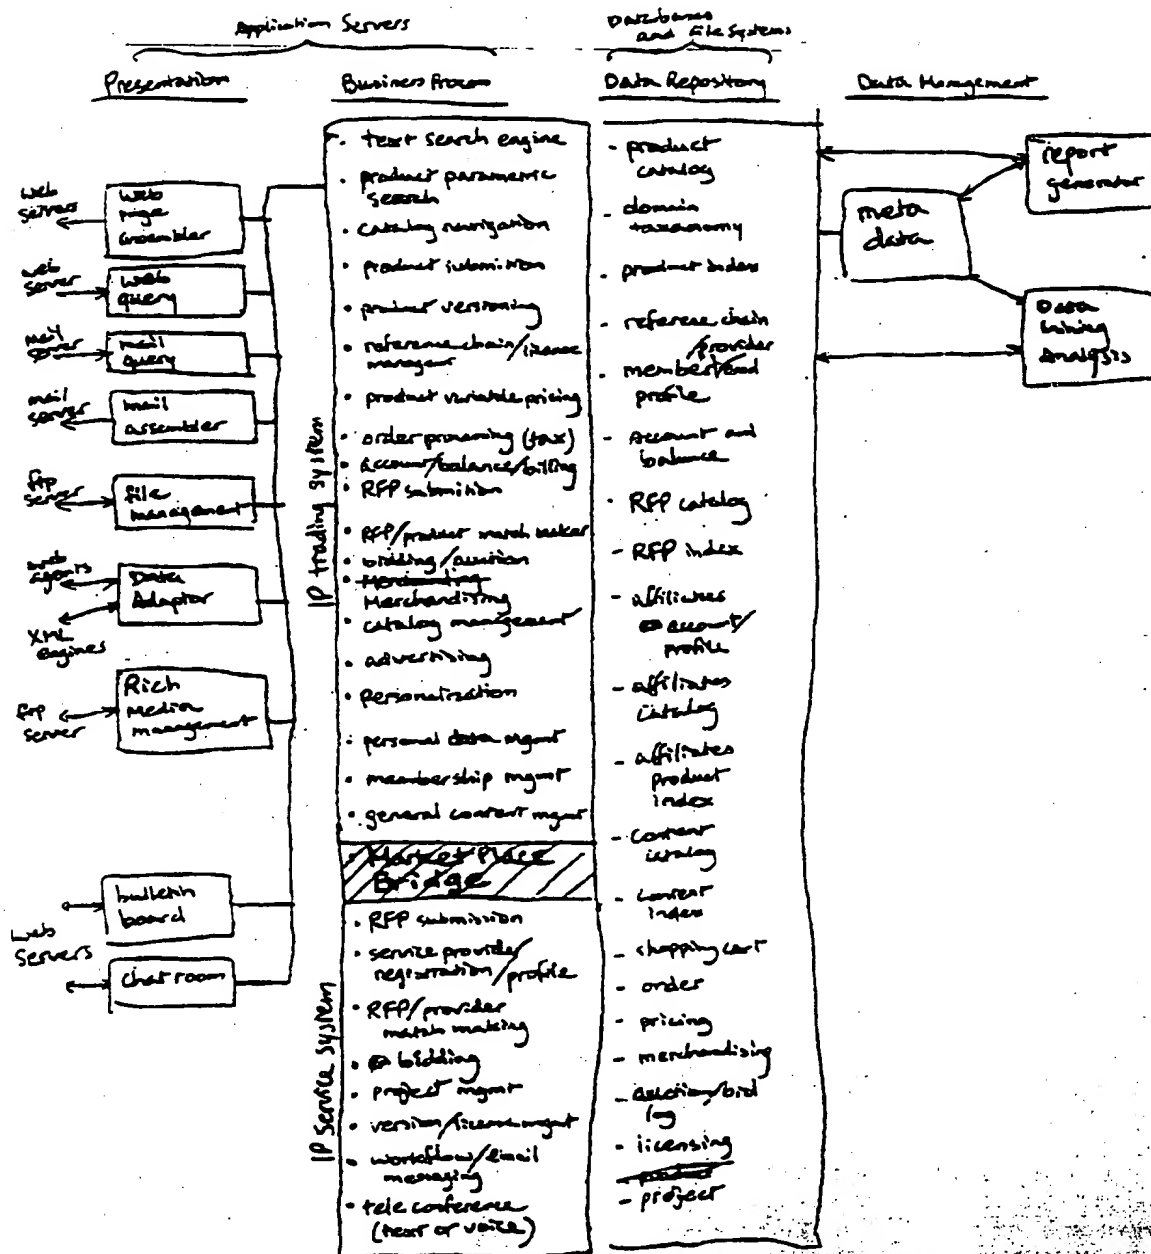 Application Servers
Databases
and File Systems
Presentation
Business Process
Data Repository
Data Management
web
servers
web
page
assembler
web
server
web
query
mail
server
mail
query
mail
server
mail
assembler
ftp
server
file
management
web
agents
XML
engines
Data
Adaptor
ftp
server
Rich
Media
management
web
servers
bulletin
board
chat room
IP trading system
• text search engine
• product parametric
search
• catalog navigation
• product submition
• product versioning
• reference chain/license
manager
• product variable pricing
• order processing (tax)
• account/balance/billing
• RFP submition
• RFP/product match maker
• bidding/auction
• Merchandising
• catalog management
• advertising
• personalization
• personal data mgmt
• membership mgmt
• general content mgmt
• Market Place
Bridge
IP service system
• RFP submission
• service provider
registration/profile
• RFP/provider
match making
• bidding
• project mgmt
• version/license mgmt
• workflow/email
messaging
• tele conference
(text or voice)
- product
catalog
- domain
taxonomy
- product index
- reference chain
/provider
- member/
profile
- Account and
balance
- RFP catalog
- RFP index
- affiliates
account/
profile
- affiliates
catalog
- affiliates
product
index
- Content
catalog
- content
index
- shopping cart
- order
- pricing
- merchandising
- auction/bid
log
- licensing
- product
- project
meta
data
report
generator
Data
Mining
Analysis